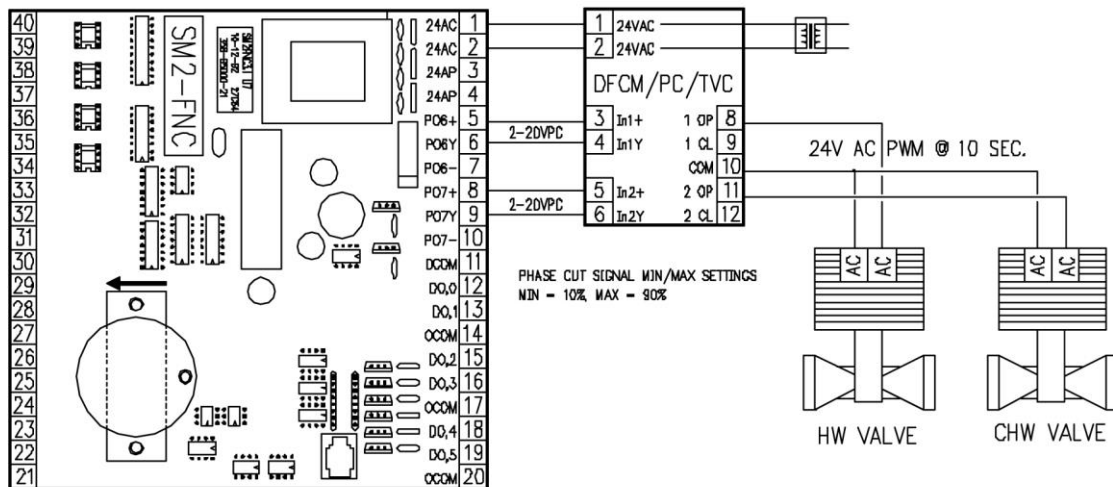 40
39
38
37
36
35
34
33
32
31
30
29
28
27
26
25
24
23
22
21
SM2-FNC
24AC 1
24AC 2
24AP 3
24AP 4
PO6+ 5
PO6Y 6
PO6- 7
PO7+ 8
PO7Y 9
PO7- 10
DCOM 11
DO,0 12
DO,1 13
OCOM 14
DO,2 15
DO,3 16
OCOM 17
DO,4 18
DO,5 19
OCOM 20
2-20VPC
2-20VPC
1 24VAC
2 24VAC
DFCM/PC/TVC
3 In1+
4 In1Y
5 In2+
6 In2Y
1 OP 8
1 CL 9
COM 10
2 OP 11
2 CL 12
24V AC PWM @ 10 SEC.
PHASE CUT SIGNAL MIN/MAX SETTINGS
MIN = 10%, MAX = 90%
AC AC
AC AC
HW VALVE
CHW VALVE